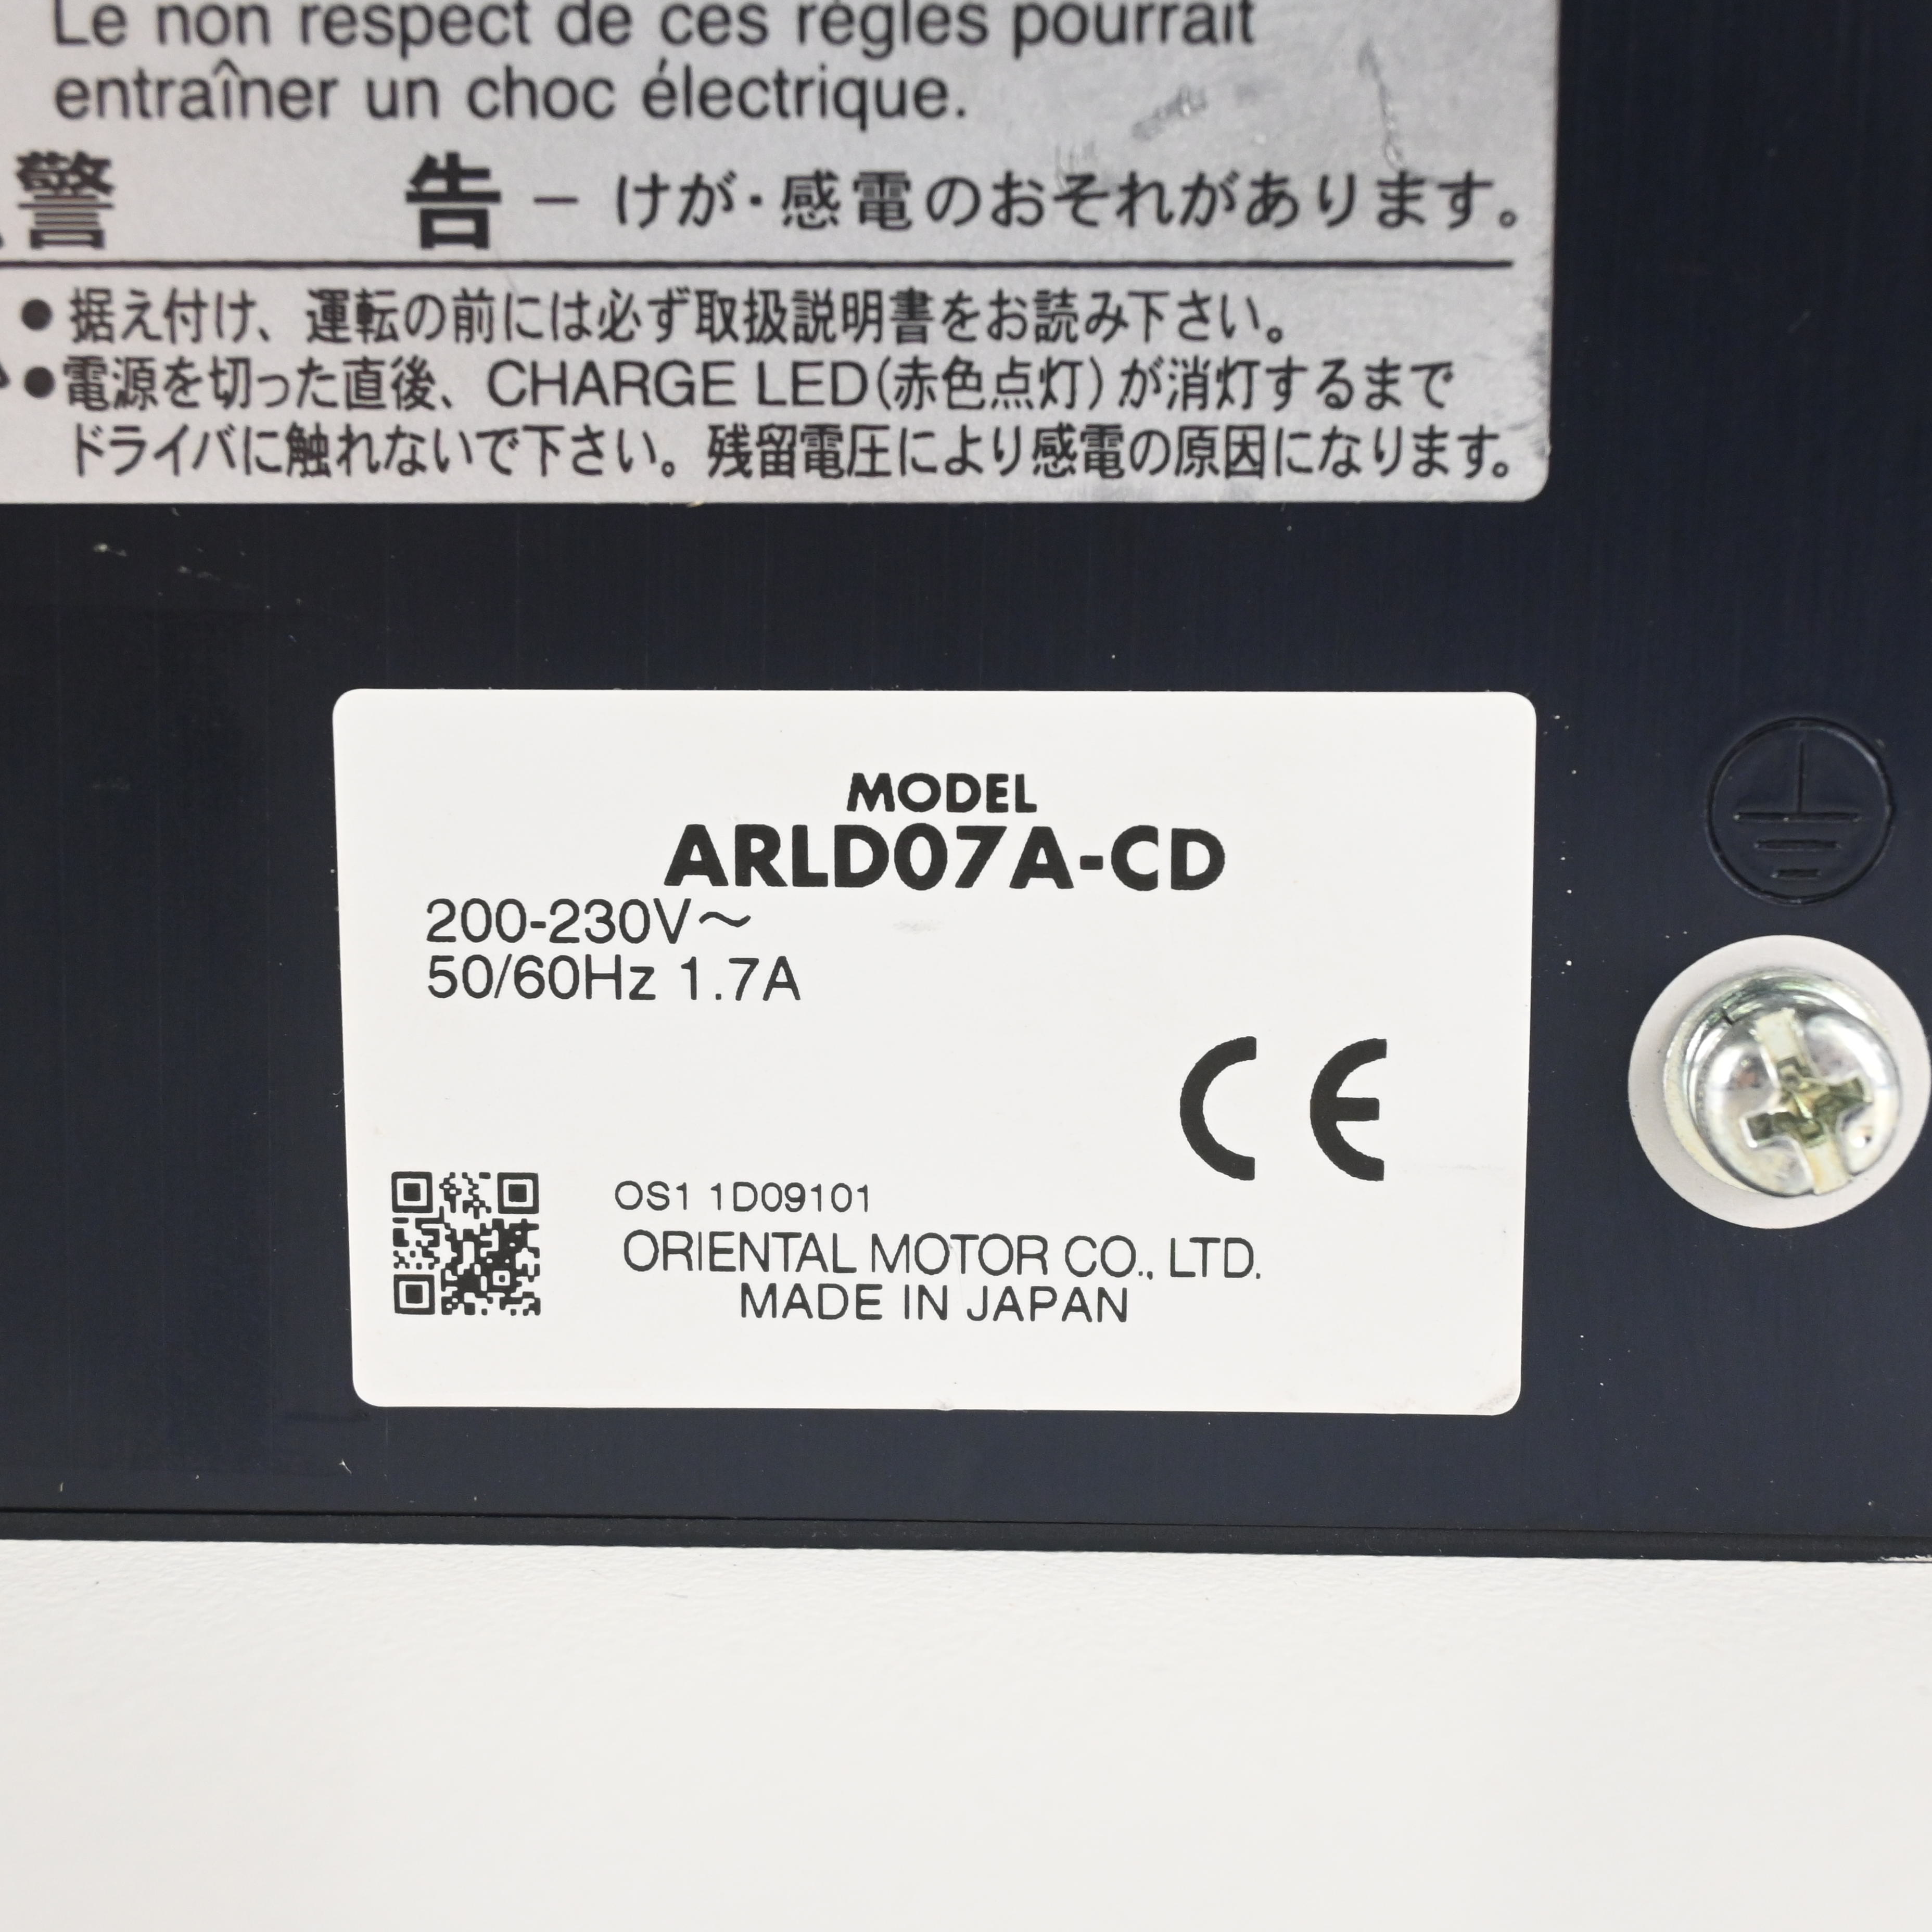 Le non respect de ces règles pourrait
entraîner un choc électrique.
警 告 - けが・感電のおそれがあります。
● 据え付け、運転の前には必ず取扱説明書をお読み下さい。
● 電源を切った直後、CHARGE LED(赤色点灯)が消灯するまで
ドライバに触れないで下さい。残留電圧により感電の原因になります。
MODEL
ARLD07A-CD
200-230V～
50/60Hz 1.7A
CE
OS1 1D09101
ORIENTAL MOTOR CO., LTD.
MADE IN JAPAN